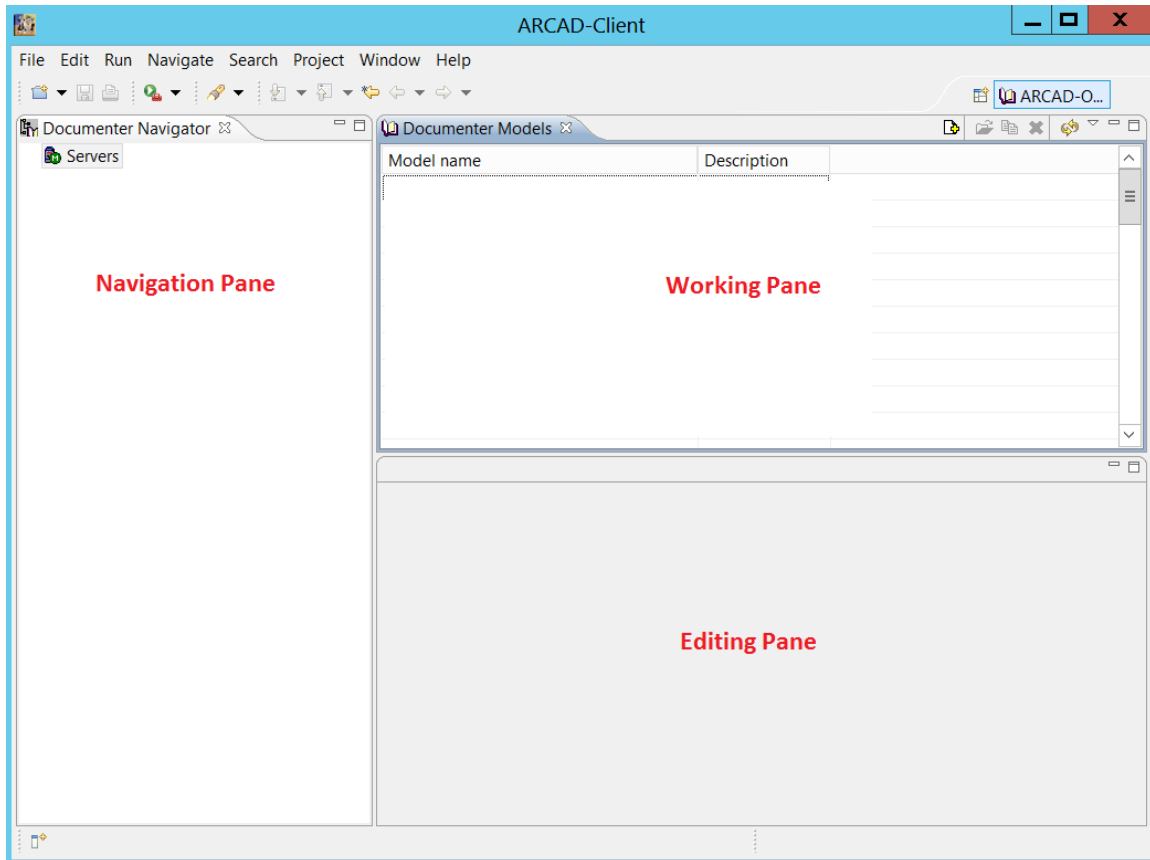 ARCAD-Client
File Edit Run Navigate Search Project Window Help
ARCAD-O...
Documenter Navigator
Documenter Models
Servers
Model name Description
Navigation Pane
Working Pane
Editing Pane